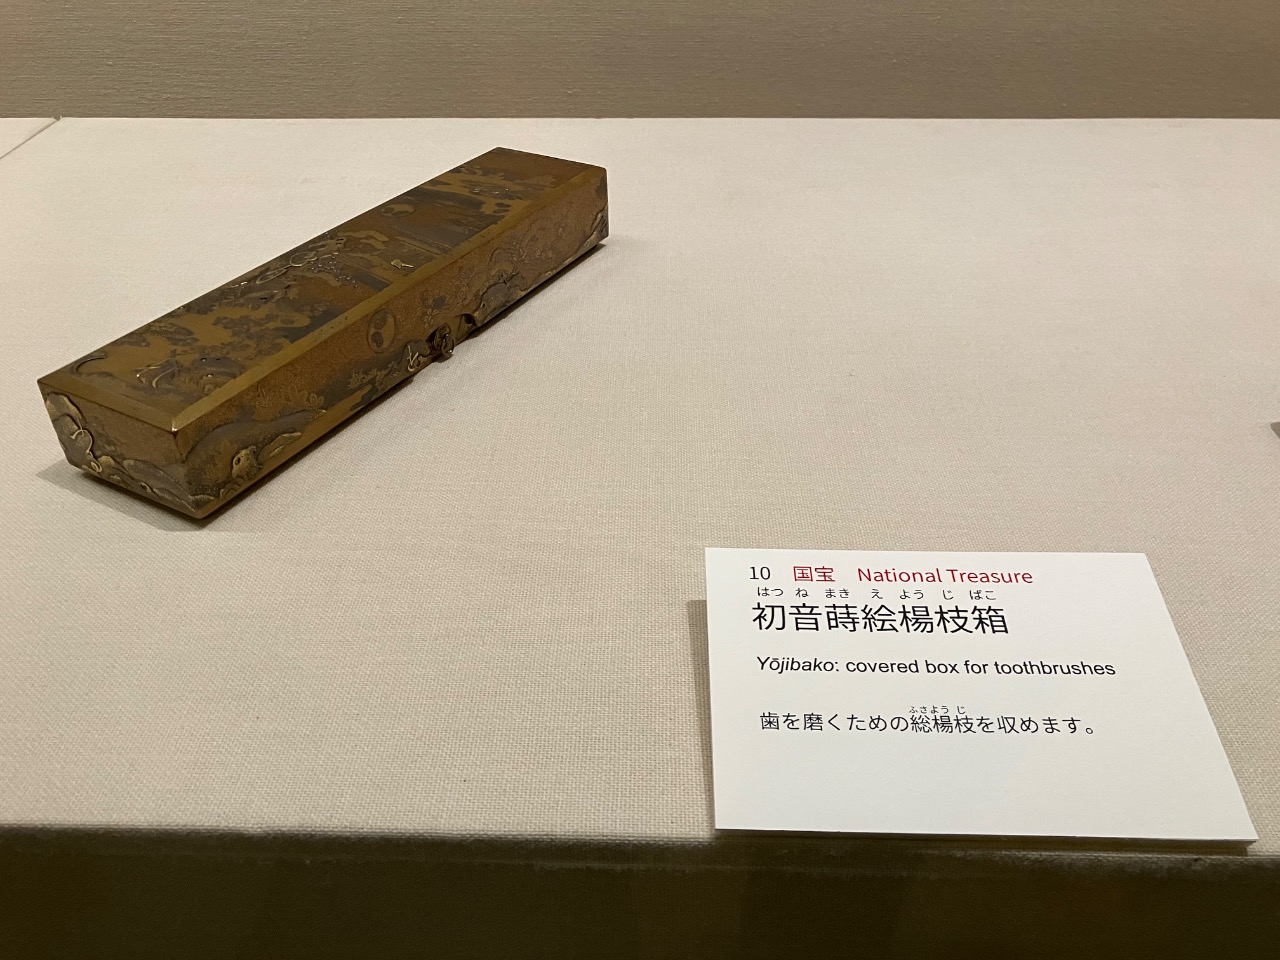 10 国宝 National Treasure
はつ ね まき え よう じ ばこ
初音蒔絵楊枝箱
Yōjibako: covered box for toothbrushes
ふさよう じ
歯を磨くための総楊枝を収めます。